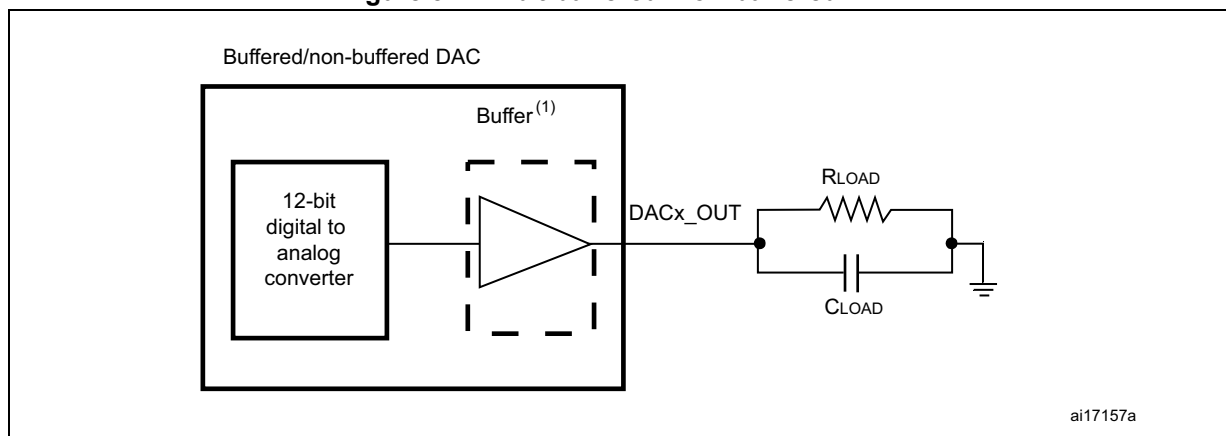 Buffered/non-buffered DAC
Buffer(1)
12-bit
digital to
analog
converter
DACx_OUT
RLOAD
CLOAD
ai17157a